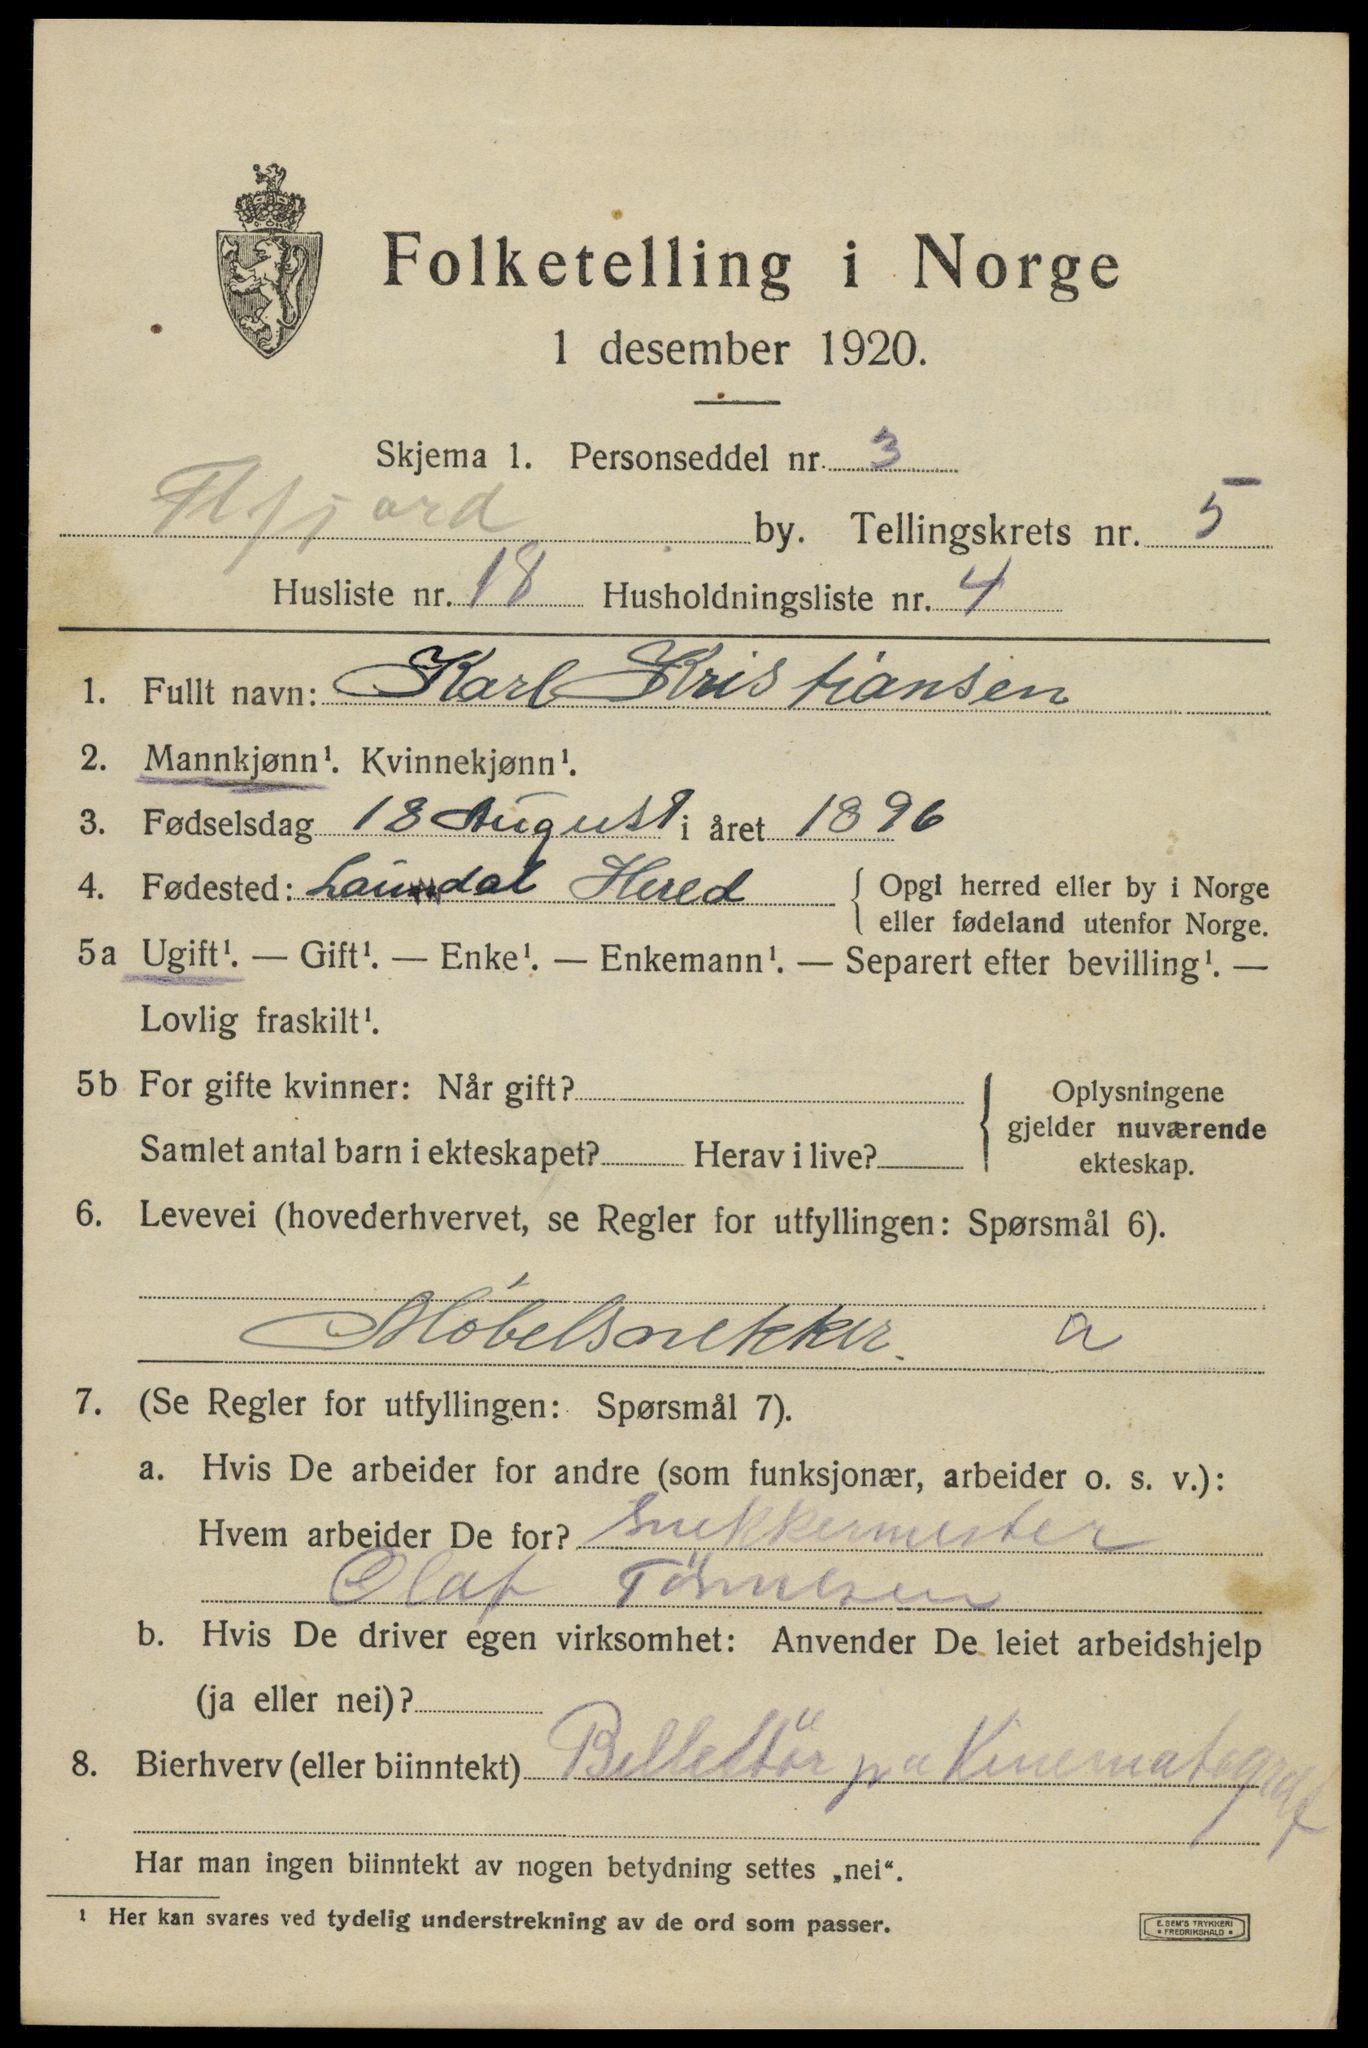 Folketelling i Norge
1 desember 1920.
Skjema 1. Personseddel nr. 3
by. Tellingskrets nr. 5
Husliste nr. 18 Husholdningsliste nr. 4
1. Fullt navn: Karl Kristiansen
2. Mannkjønn¹. Kvinnekjønn¹.
3. Fødselsdag 18 August i året 1896
4. Fødested: Herred { Opgi herred eller by i Norge
eller fødeland utenfor Norge.
5a Ugift¹. — Gift¹. — Enke¹. — Enkemann¹. — Separert efter bevilling¹. —
Lovlig fraskilt¹.
5b For gifte kvinner: Når gift?
Samlet antal barn i ekteskapet? Herav i live?
Oplysningene
gjelder nuværende
ekteskap.
6. Levevei (hovederhvervet, se Regler for utfyllingen: Spørsmål 6).
Möbelsnekker. a
7. (Se Regler for utfyllingen: Spørsmål 7).
a. Hvis De arbeider for andre (som funksjonær, arbeider o. s. v.):
Hvem arbeider De for? Snekkermester
Olaf
b. Hvis De driver egen virksomhet: Anvender De leiet arbeidshjelp
(ja eller nei)?
8. Bierhverv (eller biinntekt) Billettör pa Kinematograf
Har man ingen biinntekt av nogen betydning settes „nei“.
¹ Her kan svares ved tydelig understrekning av de ord som passer.
E. SEM'S TRYKKERI
• FREDRIKSHALD •